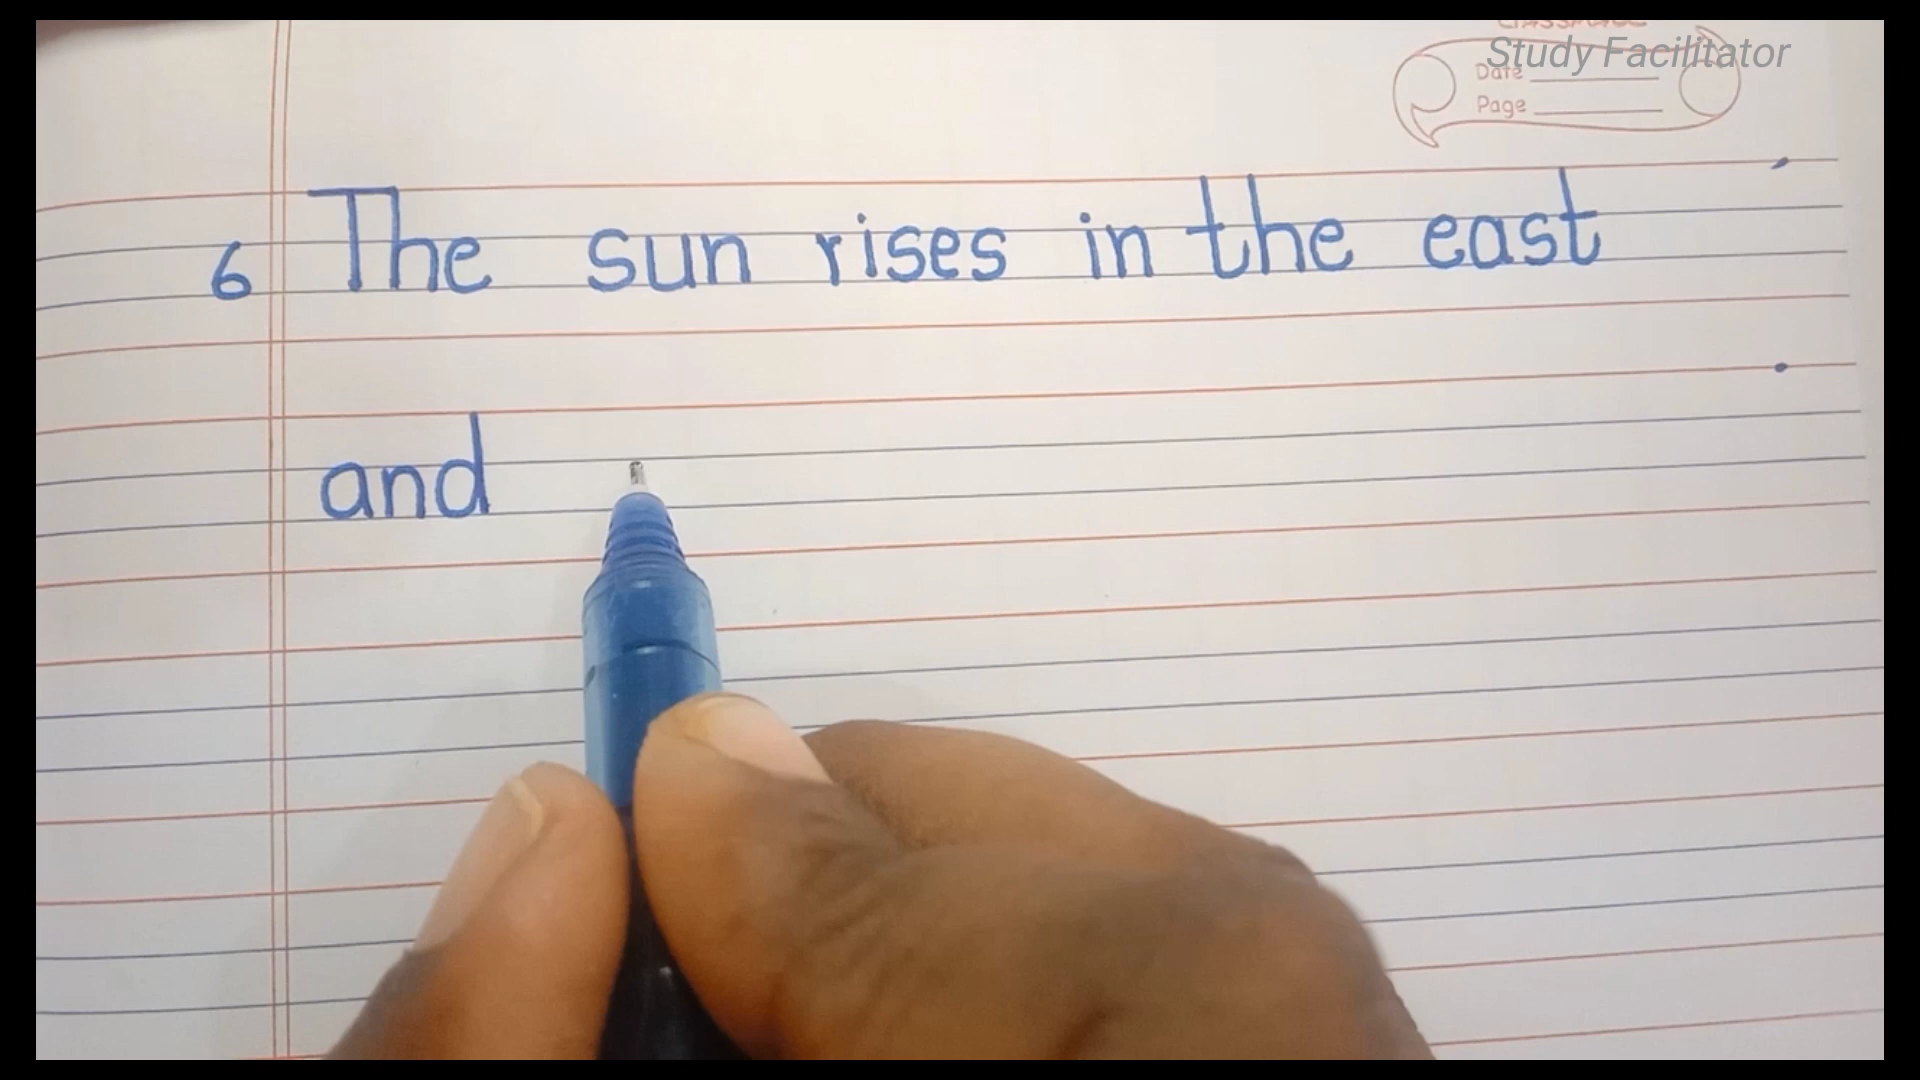 Study Facilitator
Date
Page
6 The sun rises in the east
and